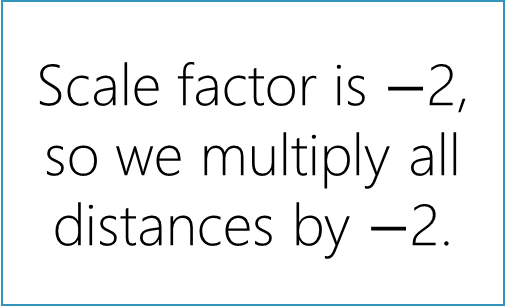 Scale factor is −2,
so we multiply all
distances by −2.